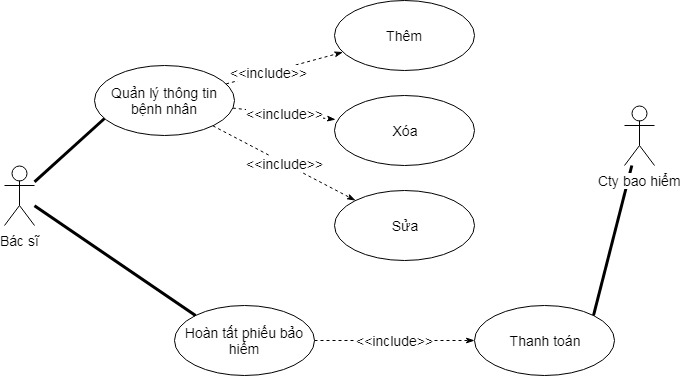 Thêm
<<include>>
Quản lý thông tin
bệnh nhân
<<include>>
Xóa
<<include>>
Cty bao hiểm
Bác sĩ
Sửa
Hoàn tất phiếu bảo
hiểm
<<include>>
Thanh toán